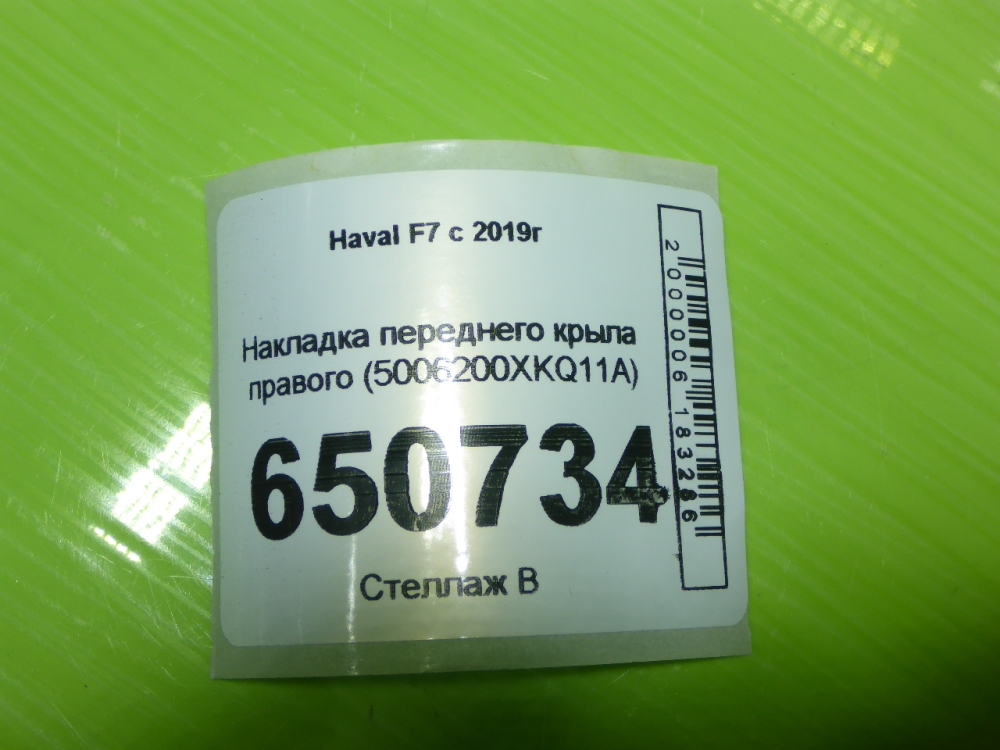 Haval F7 с 2019г
Накладка переднего крыла
правого (5006200XKQ11A)
650734
Стеллаж В
2000006183286